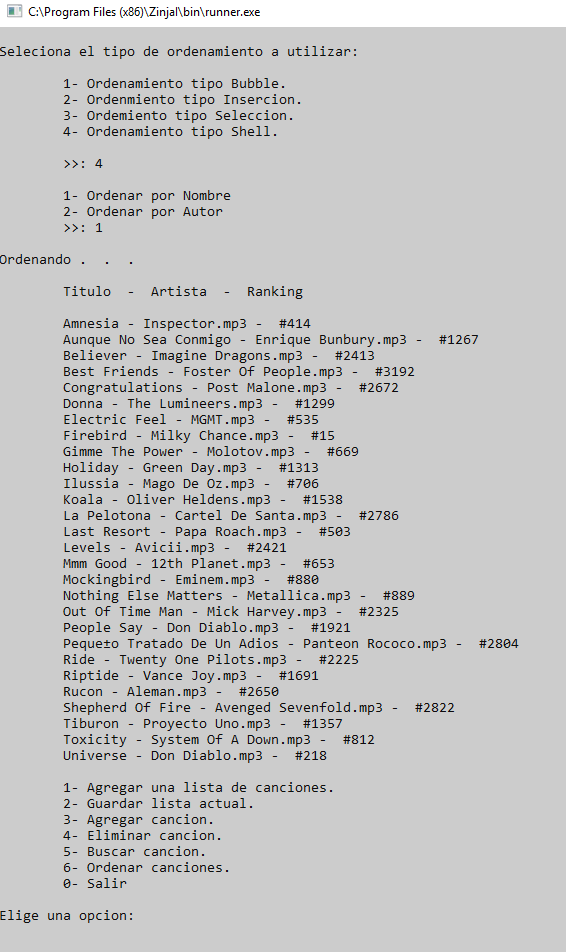 C:\Program Files (x86)\Zinjai\bin\runner.exe
Seleciona el tipo de ordenamiento a utilizar:
1- Ordenamiento tipo Bubble.
2- Ordenmiento tipo Insercion.
3- Ordemiento tipo Seleccion.
4- Ordenamiento tipo Shell.
>>: 4
1- Ordenar por Nombre
2- Ordenar por Autor
>>: 1
Ordenando . . .
Titulo - Artista - Ranking
Amnesia - Inspector.mp3 - #414
Aunque No Sea Conmigo - Enrique Bunbury.mp3 - #1267
Believer - Imagine Dragons.mp3 - #2413
Best Friends - Foster Of People.mp3 - #3192
Congratulations - Post Malone.mp3 - #2672
Donna - The Lumineers.mp3 - #1299
Electric Feel - MGMT.mp3 - #535
Firebird - Milky Chance.mp3 - #15
Gimme The Power - Molotov.mp3 - #669
Holiday - Green Day.mp3 - #1313
Ilussia - Mago De Oz.mp3 - #706
Koala - Oliver Heldens.mp3 - #1538
La Pelotona - Cartel De Santa.mp3 - #2786
Last Resort - Papa Roach.mp3 - #503
Levels - Avicii.mp3 - #2421
Mmm Good - 12th Planet.mp3 - #653
Mockingbird - Eminem.mp3 - #880
Nothing Else Matters - Metallica.mp3 - #889
Out Of Time Man - Mick Harvey.mp3 - #2325
People Say - Don Diablo.mp3 - #1921
Peque±o Tratado De Un Adios - Panteon Rococo.mp3 - #2804
Ride - Twenty One Pilots.mp3 - #2225
Riptide - Vance Joy.mp3 - #1691
Rucon - Aleman.mp3 - #2650
Shepherd Of Fire - Avenged Sevenfold.mp3 - #2822
Tiburon - Proyecto Uno.mp3 - #1357
Toxicity - System Of A Down.mp3 - #812
Universe - Don Diablo.mp3 - #218
1- Agregar una lista de canciones.
2- Guardar lista actual.
3- Agregar cancion.
4- Eliminar cancion.
5- Buscar cancion.
6- Ordenar canciones.
0- Salir
Elige una opcion: